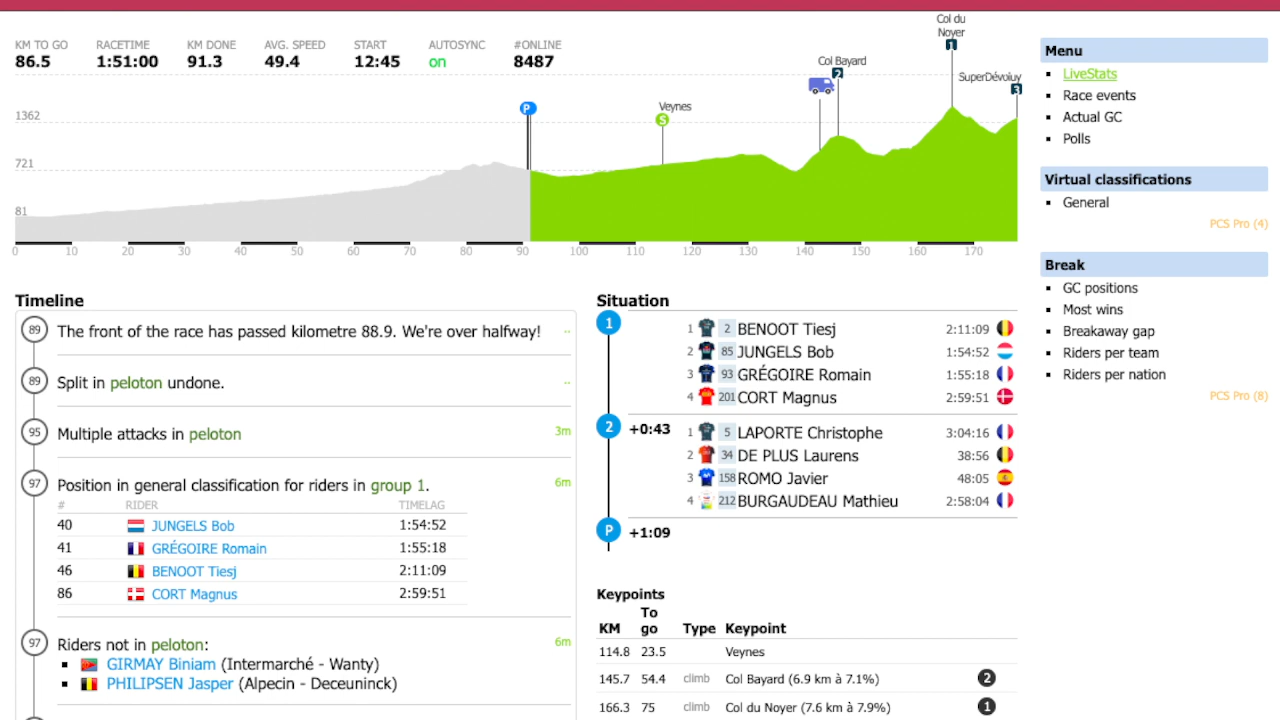 KM TO GO RACETIME KM DONE AVG. SPEED START AUTOSYNC #ONLINE
86.5 1:51:00 91.3 49.4 12:45 on 8487
Col du
Noyer
1
Col Bayard
2
SuperDévoluy
3
1362
721
81
P
Veynes
S
0 10 20 30 40 50 60 70 80 90 100 110 120 130 140 150 160 170
Timeline
89 The front of the race has passed kilometre 88.9. We're over halfway! ..
89 Split in peloton undone. ..
95 Multiple attacks in peloton 3m
97 Position in general classification for riders in group 1. 6m
# RIDER TIMELAG
40 JUNGELS Bob 1:54:52
41 GRÉGOIRE Romain 1:55:18
46 BENOOT Tiesj 2:11:09
86 CORT Magnus 2:59:51
97 Riders not in peloton: 6m
GIRMAY Biniam (Intermarché - Wanty)
PHILIPSEN Jasper (Alpecin - Deceuninck)
Situation
1
1 2 BENOOT Tiesj 2:11:09
2 85 JUNGELS Bob 1:54:52
3 93 GRÉGOIRE Romain 1:55:18
4 201 CORT Magnus 2:59:51
2 +0:43
1 5 LAPORTE Christophe 3:04:16
2 34 DE PLUS Laurens 38:56
3 158 ROMO Javier 48:05
4 212 BURGAUDEAU Mathieu 2:58:04
P +1:09
Keypoints
KM To go Type Keypoint
114.8 23.5 Veynes
145.7 54.4 climb Col Bayard (6.9 km à 7.1%) 2
166.3 75 climb Col du Noyer (7.6 km à 7.9%) 1
Menu
LiveStats
Race events
Actual GC
Polls
Virtual classifications
General
PCS Pro (4)
Break
GC positions
Most wins
Breakaway gap
Riders per team
Riders per nation
PCS Pro (8)